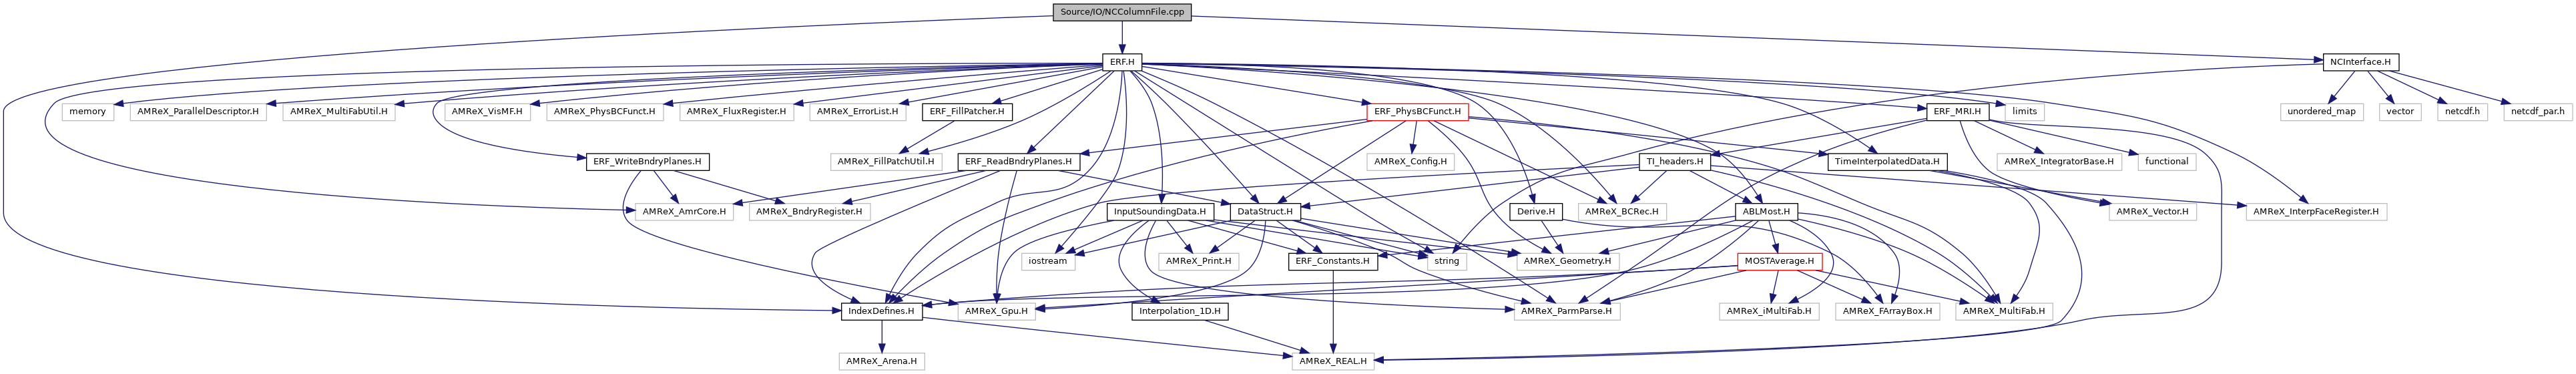 Source/IO/NCColumnFile.cpp
ERF.H
NCInterface.H
memory
AMReX_ParallelDescriptor.H
AMReX_MultiFabUtil.H
AMReX_VisMF.H
AMReX_PhysBCFunct.H
AMReX_FluxRegister.H
AMReX_ErrorList.H
ERF_FillPatcher.H
ERF_PhysBCFunct.H
ERF_MRI.H
limits
unordered_map
vector
netcdf.h
netcdf_par.h
ERF_WriteBndryPlanes.H
AMReX_FillPatchUtil.H
ERF_ReadBndryPlanes.H
AMReX_Config.H
TI_headers.H
TimeInterpolatedData.H
AMReX_IntegratorBase.H
functional
AMReX_AmrCore.H
AMReX_BndryRegister.H
InputSoundingData.H
DataStruct.H
Derive.H
AMReX_BCRec.H
ABLMost.H
AMReX_Vector.H
AMReX_InterpFaceRegister.H
iostream
AMReX_Print.H
ERF_Constants.H
string
AMReX_Geometry.H
MOSTAverage.H
IndexDefines.H
AMReX_Gpu.H
Interpolation_1D.H
AMReX_ParmParse.H
AMReX_iMultiFab.H
AMReX_FArrayBox.H
AMReX_MultiFab.H
AMReX_Arena.H
AMReX_REAL.H